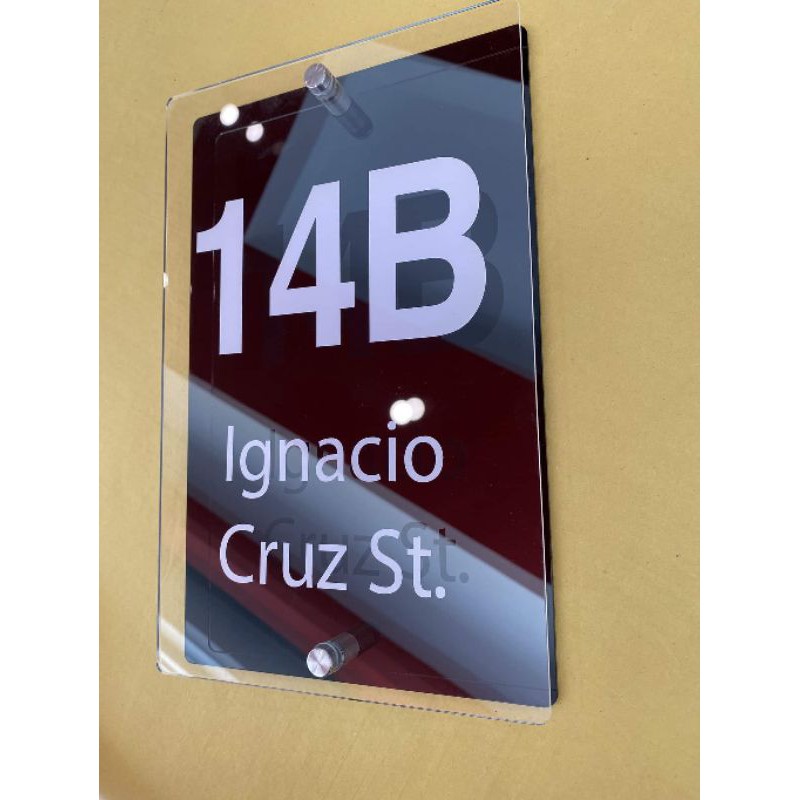 14B
Ignacio
Cruz St.